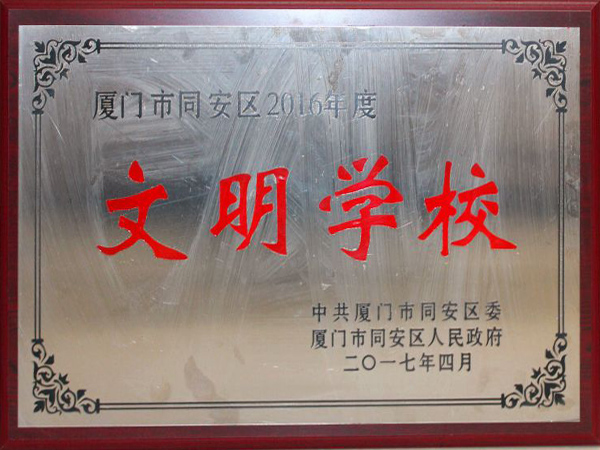 厦门市同安区2016年度
文明学校
中共厦门市同安区委
厦门市同安区人民政府
二〇一七年四月